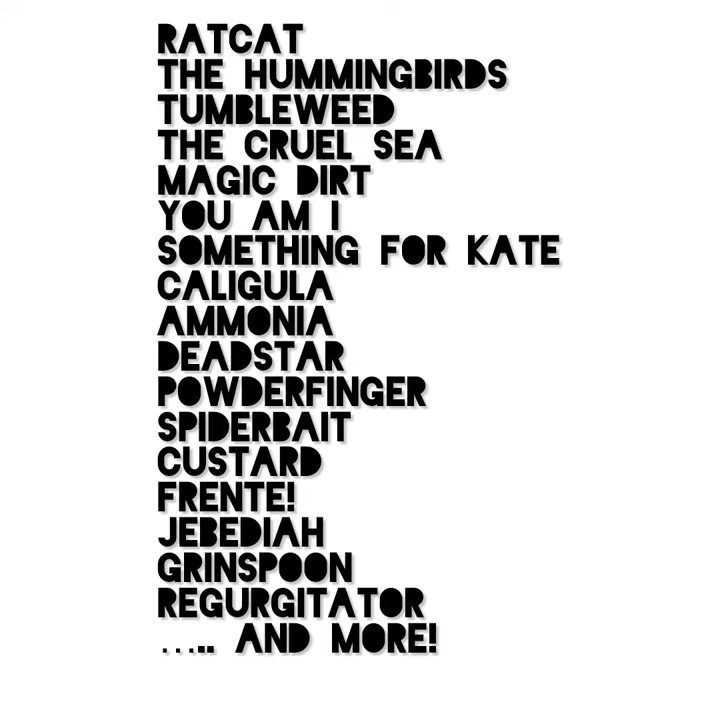 RATCAT
THE HUMMINGBIRDS
TUMBLEWEED
THE CRUEL SEA
MAGIC DIRT
YOU AM I
SOMETHING FOR KATE
CALIGULA
AMMONIA
DEADSTAR
POWDERFINGER
SPIDERBAIT
CUSTARD
FRENTE!
JEBEDIAH
GRINSPOON
REGURGITATOR
..... AND MORE!